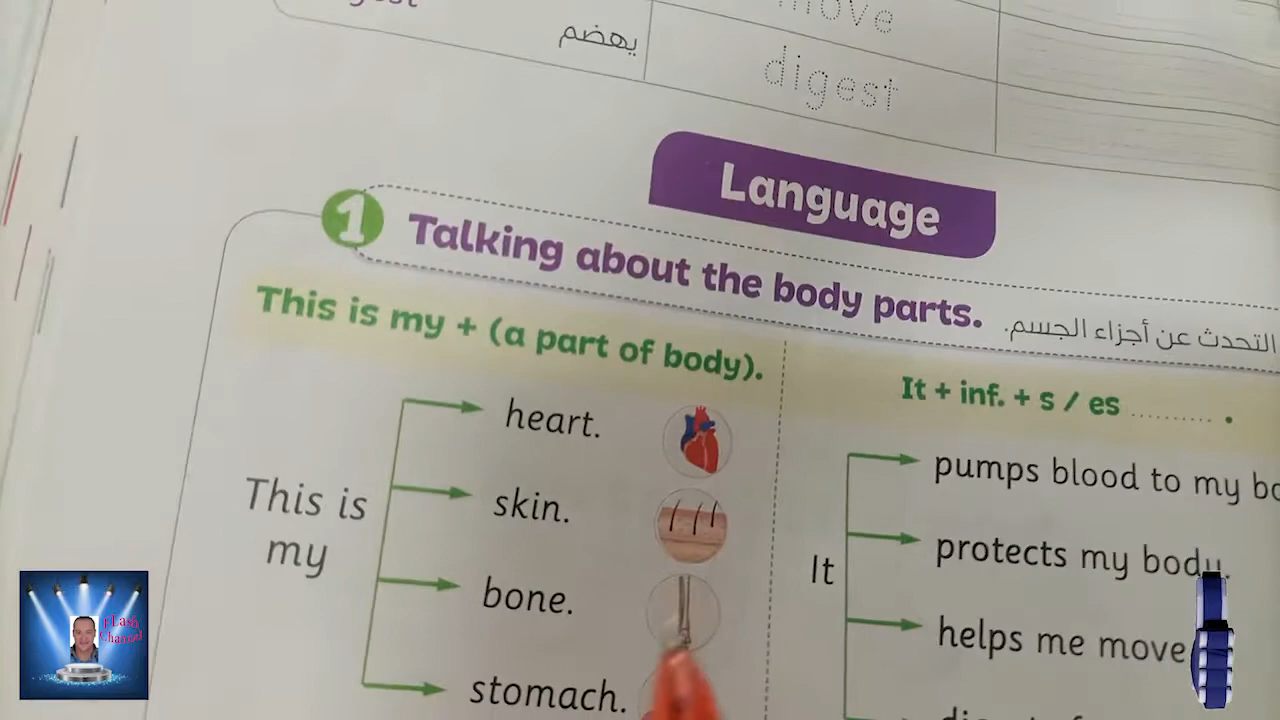 move
يهضم
digest
Language
1 Talking about the body parts.
التحدث عن أجزاء الجسم.
This is my + (a part of body).
It + inf. + s / es .......... .
This is my
heart.
skin.
bone.
stomach.
It
pumps blood to my
protects my body.
helps me move
Flash
Channel